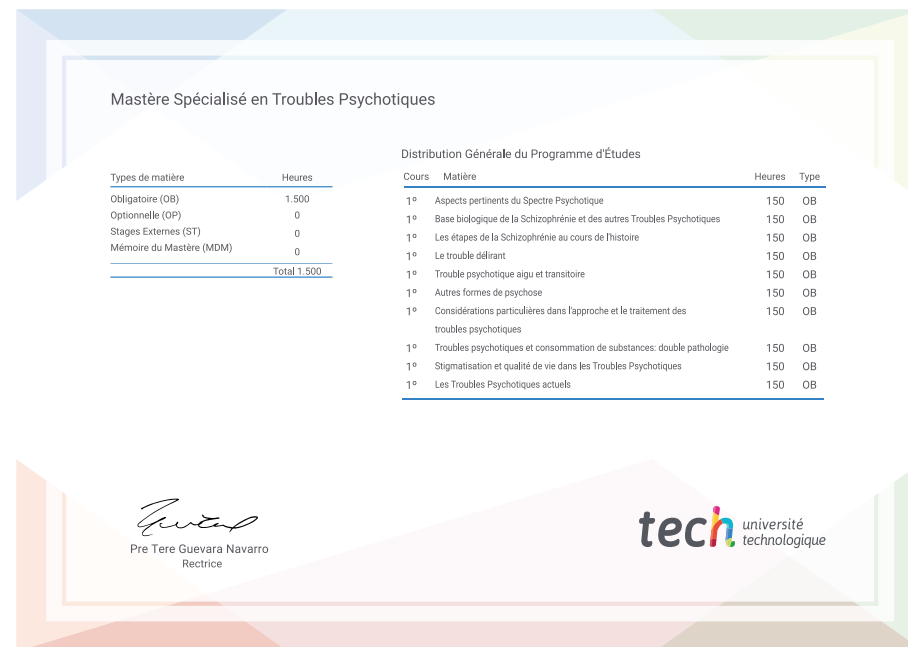 Mastère Spécialisé en Troubles Psychotiques
Types de matière Heures
Obligatoire (OB) 1.500
Optionnelle (OP) 0
Stages Externes (ST) 0
Mémoire du Mastère (MDM) 0
Total 1.500
Distribution Générale du Programme d'Études
Cours Matière Heures Type
1º Aspects pertinents du Spectre Psychotique 150 OB
1º Base biologique de la Schizophrénie et des autres Troubles Psychotiques 150 OB
1º Les étapes de la Schizophrénie au cours de l'histoire 150 OB
1º Le trouble délirant 150 OB
1º Trouble psychotique aigu et transitoire 150 OB
1º Autres formes de psychose 150 OB
1º Considérations particulières dans l'approche et le traitement des 150 OB
troubles psychotiques
1º Troubles psychotiques et consommation de substances: double pathologie 150 OB
1º Stigmatisation et qualité de vie dans les Troubles Psychotiques 150 OB
1º Les Troubles Psychotiques actuels 150 OB
Pre Tere Guevara Navarro
Rectrice
tech université
technologique